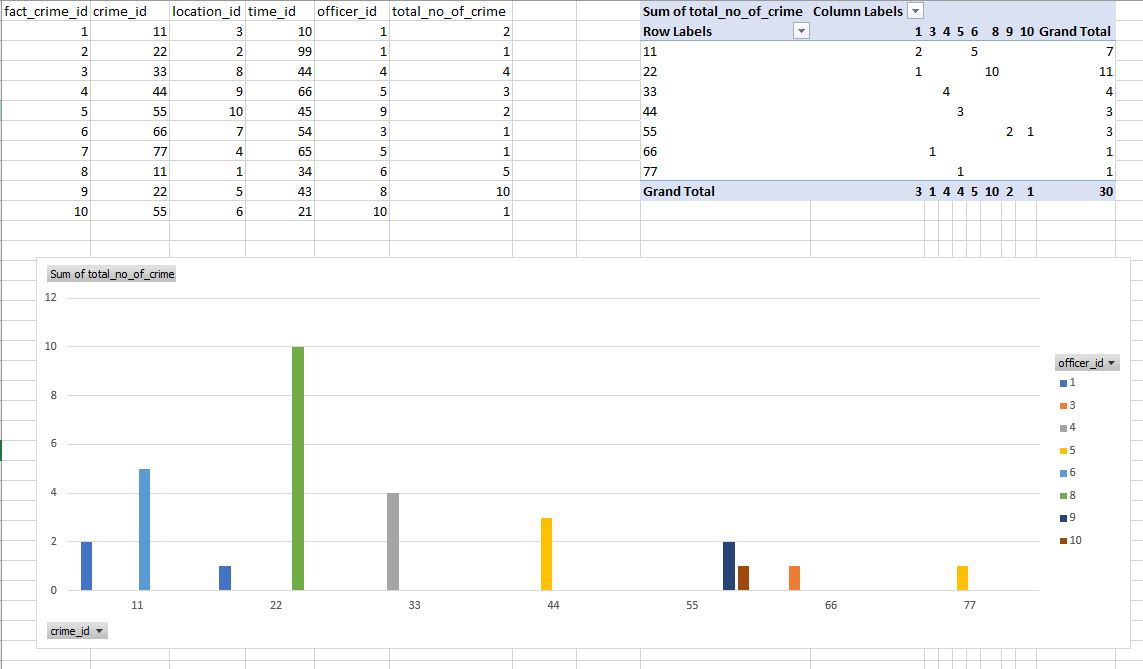 fact_crime_id crime_id location_id time_id officer_id total_no_of_crime
1 11 3 10 1 2
2 22 2 99 1 1
3 33 8 44 4 4
4 44 9 66 5 3
5 55 10 45 9 2
6 66 7 54 3 1
7 77 4 65 5 1
8 11 1 34 6 5
9 22 5 43 8 10
10 55 6 21 10 1
Sum of total_no_of_crime Column Labels
Row Labels 1 3 4 5 6 8 9 10 Grand Total
11 2 5 7
22 1 10 11
33 4 4
44 3 3
55 2 1 3
66 1 1
77 1 1
Grand Total 3 1 4 4 5 10 2 1 30
Sum of total_no_of_crime
12
10
8
6
4
2
0
11 22 33 44 55 66 77
crime_id
officer_id
1
3
4
5
6
8
9
10